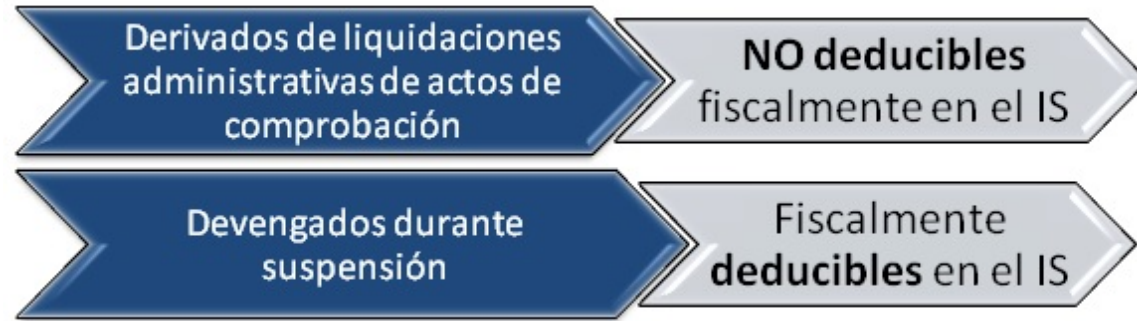 Derivados de liquidaciones
administrativas de actos de
comprobación
NO deducibles
fiscalmente en el IS
Devengados durante
suspensión
Fiscalmente
deducibles en el IS